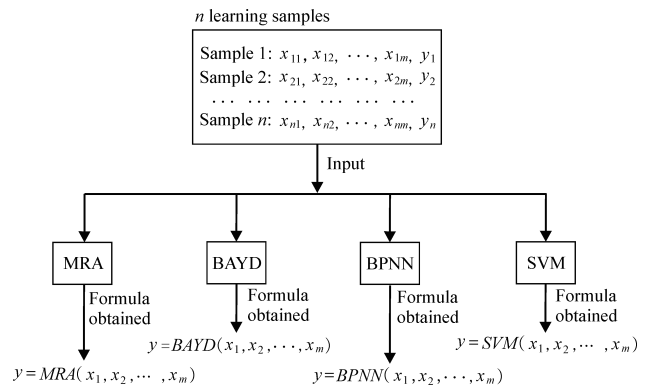 n learning samples
Sample 1: x₁₁, x₁₂, ···, x₁ₘ, y₁
Sample 2: x₂₁, x₂₂, ···, x₂ₘ, y₂
··· ··· ··· ··· ··· ···
Sample n: xₙ₁, xₙ₂, ···, xₙₘ, yₙ
Input
MRA BAYD BPNN SVM
Formula obtained
Formula obtained
Formula obtained
Formula obtained
y = MRA( x₁, x₂, ··· , xₘ)
y = BAYD( x₁, x₂, ···, xₘ)
y = BPNN( x₁, x₂, ···, xₘ)
y = SVM( x₁, x₂, ··· , xₘ)